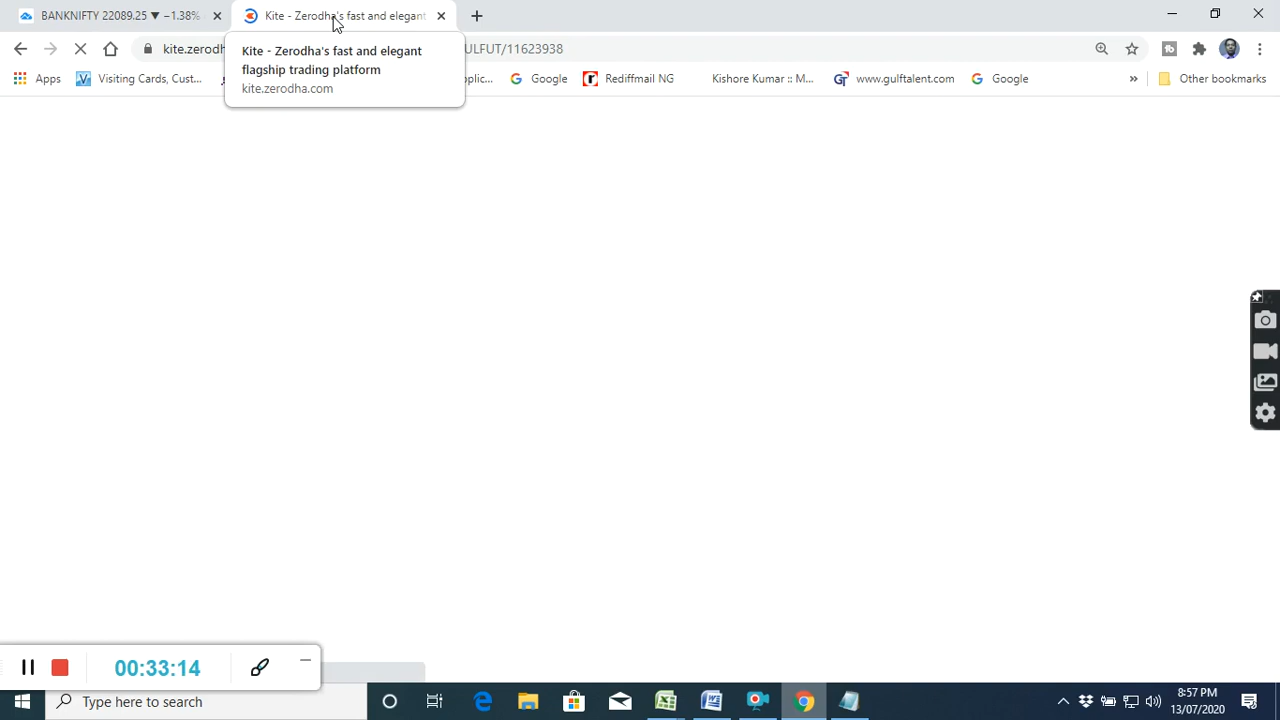 BANKNIFTY 22089.25 ▼ −1.38%
Kite - Zerodha's fast and elegant
kite.zerodh
ULFUT/11623938
Kite - Zerodha's fast and elegant
flagship trading platform
kite.zerodha.com
Apps
Visiting Cards, Cust...
plic...
Google
Rediffmail NG
Kishore Kumar :: M...
www.gulftalent.com
Google
»
Other bookmarks
00:33:14
Type here to search
8:57 PM
13/07/2020